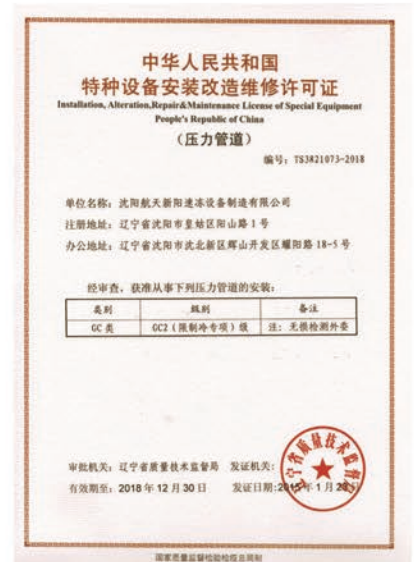 中华人民共和国
特种设备安装改造维修许可证
Installation, Alteration,Repair&Maintenance License of Special Equipment
People's Republic of China
（压力管道）
编号：TS3821073-2018
单位名称：沈阳航天新阳速冻设备制造有限公司
注册地址：辽宁省沈阳市皇姑区阳山路1号
办公地址：辽宁省沈阳市沈北新区辉山开发区耀阳路18-5号
经审查，获准从事下列压力管道的安装：
类别 级别 备注
GC类 GC2（限制冷专项）级 注：无损检测外委
审批机关：辽宁省质量技术监督局 发证机关：
有效期至：2018年12月30日 发证日期:2015年1月23日
国家质量监督检验检疫总局制